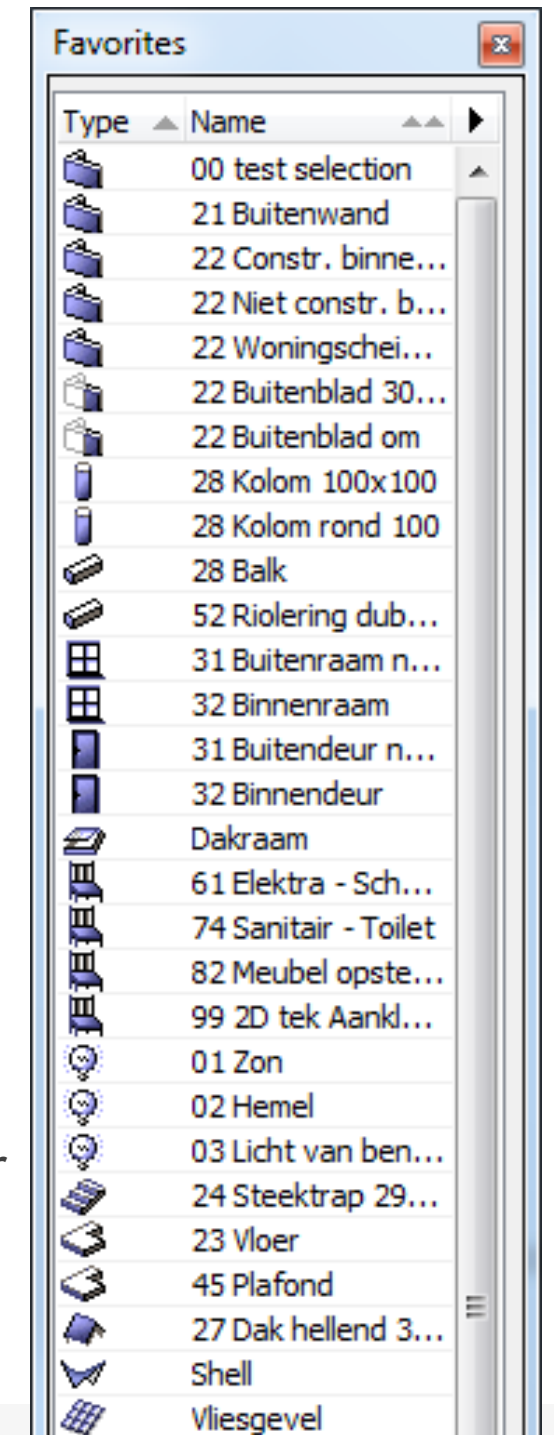 Favorites
Type Name
00 test selection
21 Buitenwand
22 Constr. binne...
22 Niet constr. b...
22 Woningschei...
22 Buitenblad 30...
22 Buitenblad om
28 Kolom 100x100
28 Kolom rond 100
28 Balk
52 Riolering dub...
31 Buitenraam n...
32 Binnenraam
31 Buitendeur n...
32 Binnendeur
Dakraam
61 Elektra - Sch...
74 Sanitair - Toilet
82 Meubel opste...
99 2D tek Aankl...
01 Zon
02 Hemel
03 Licht van ben...
24 Steektrap 29...
23 Vloer
45 Plafond
27 Dak hellend 3...
Shell
Vliesgevel